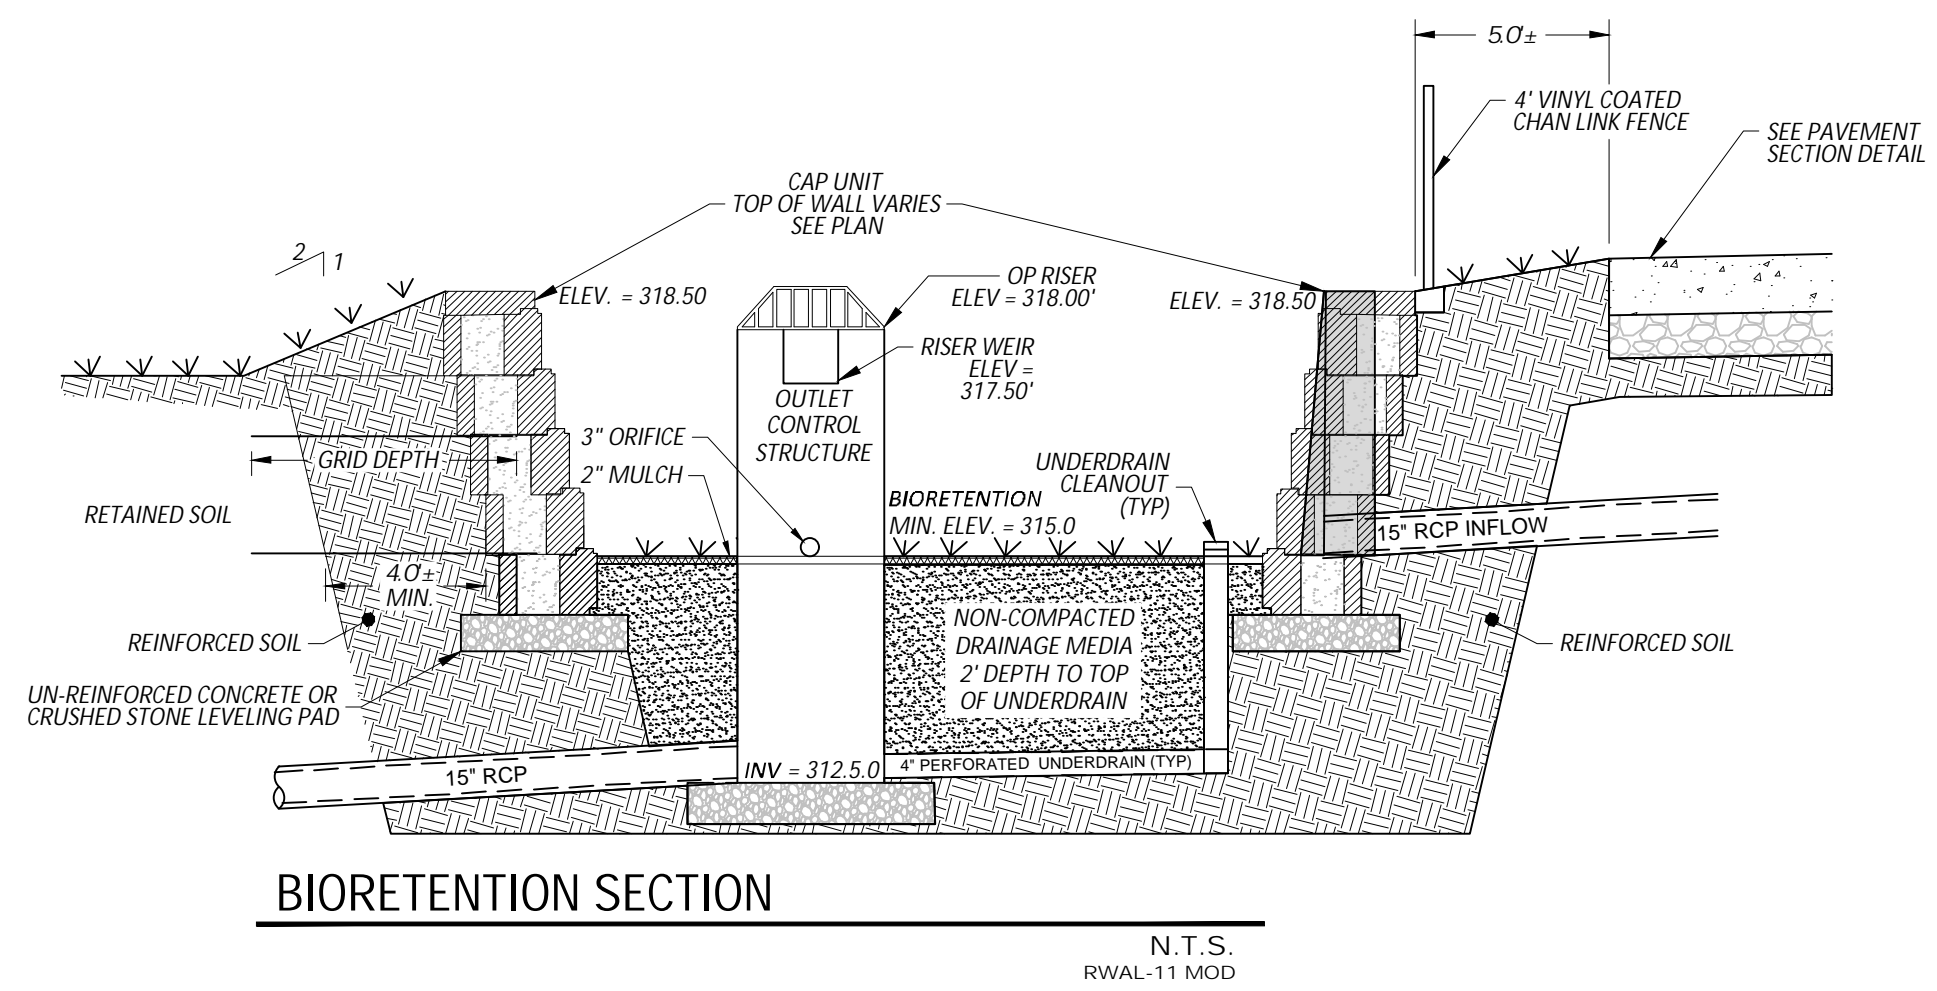 5.0'±
4' VINYL COATED
CHAN LINK FENCE
SEE PAVEMENT
SECTION DETAIL
CAP UNIT
TOP OF WALL VARIES
SEE PLAN
2
1
ELEV. = 318.50
OP RISER
ELEV = 318.00'
ELEV. = 318.50
RISER WEIR
ELEV =
317.50'
OUTLET
CONTROL
STRUCTURE
3" ORIFICE
2" MULCH
GRID DEPTH
UNDERDRAIN
CLEANOUT
(TYP)
BIORETENTION
MIN. ELEV. = 315.0
RETAINED SOIL
15" RCP INFLOW
4.0'±
MIN.
NON-COMPACTED
DRAINAGE MEDIA
2' DEPTH TO TOP
OF UNDERDRAIN
REINFORCED SOIL
REINFORCED SOIL
UN-REINFORCED CONCRETE OR
CRUSHED STONE LEVELING PAD
15" RCP
INV = 312.5.0
4" PERFORATED UNDERDRAIN (TYP)
BIORETENTION SECTION
N.T.S.
RWAL-11 MOD